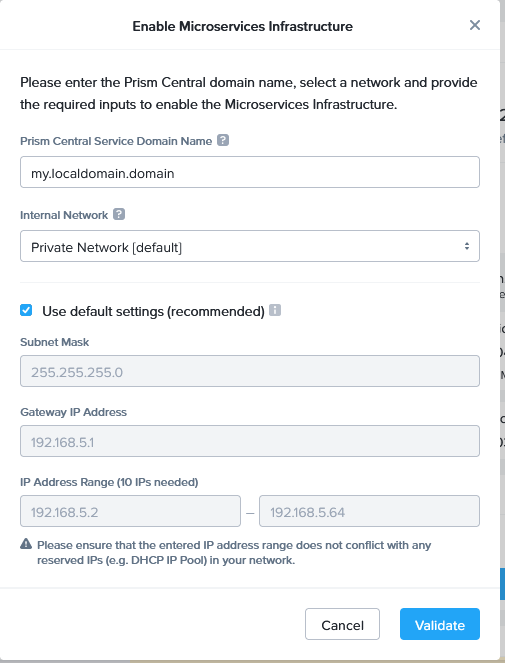 Enable Microservices Infrastructure
Please enter the Prism Central domain name, select a network and provide
the required inputs to enable the Microservices Infrastructure.
Prism Central Service Domain Name ?
my.localdomain.domain
Internal Network ?
Private Network [default]
Use default settings (recommended) i
Subnet Mask
255.255.255.0
Gateway IP Address
192.168.5.1
IP Address Range (10 IPs needed)
192.168.5.2 – 192.168.5.64
Please ensure that the entered IP address range does not conflict with any
reserved IPs (e.g. DHCP IP Pool) in your network.
Cancel Validate